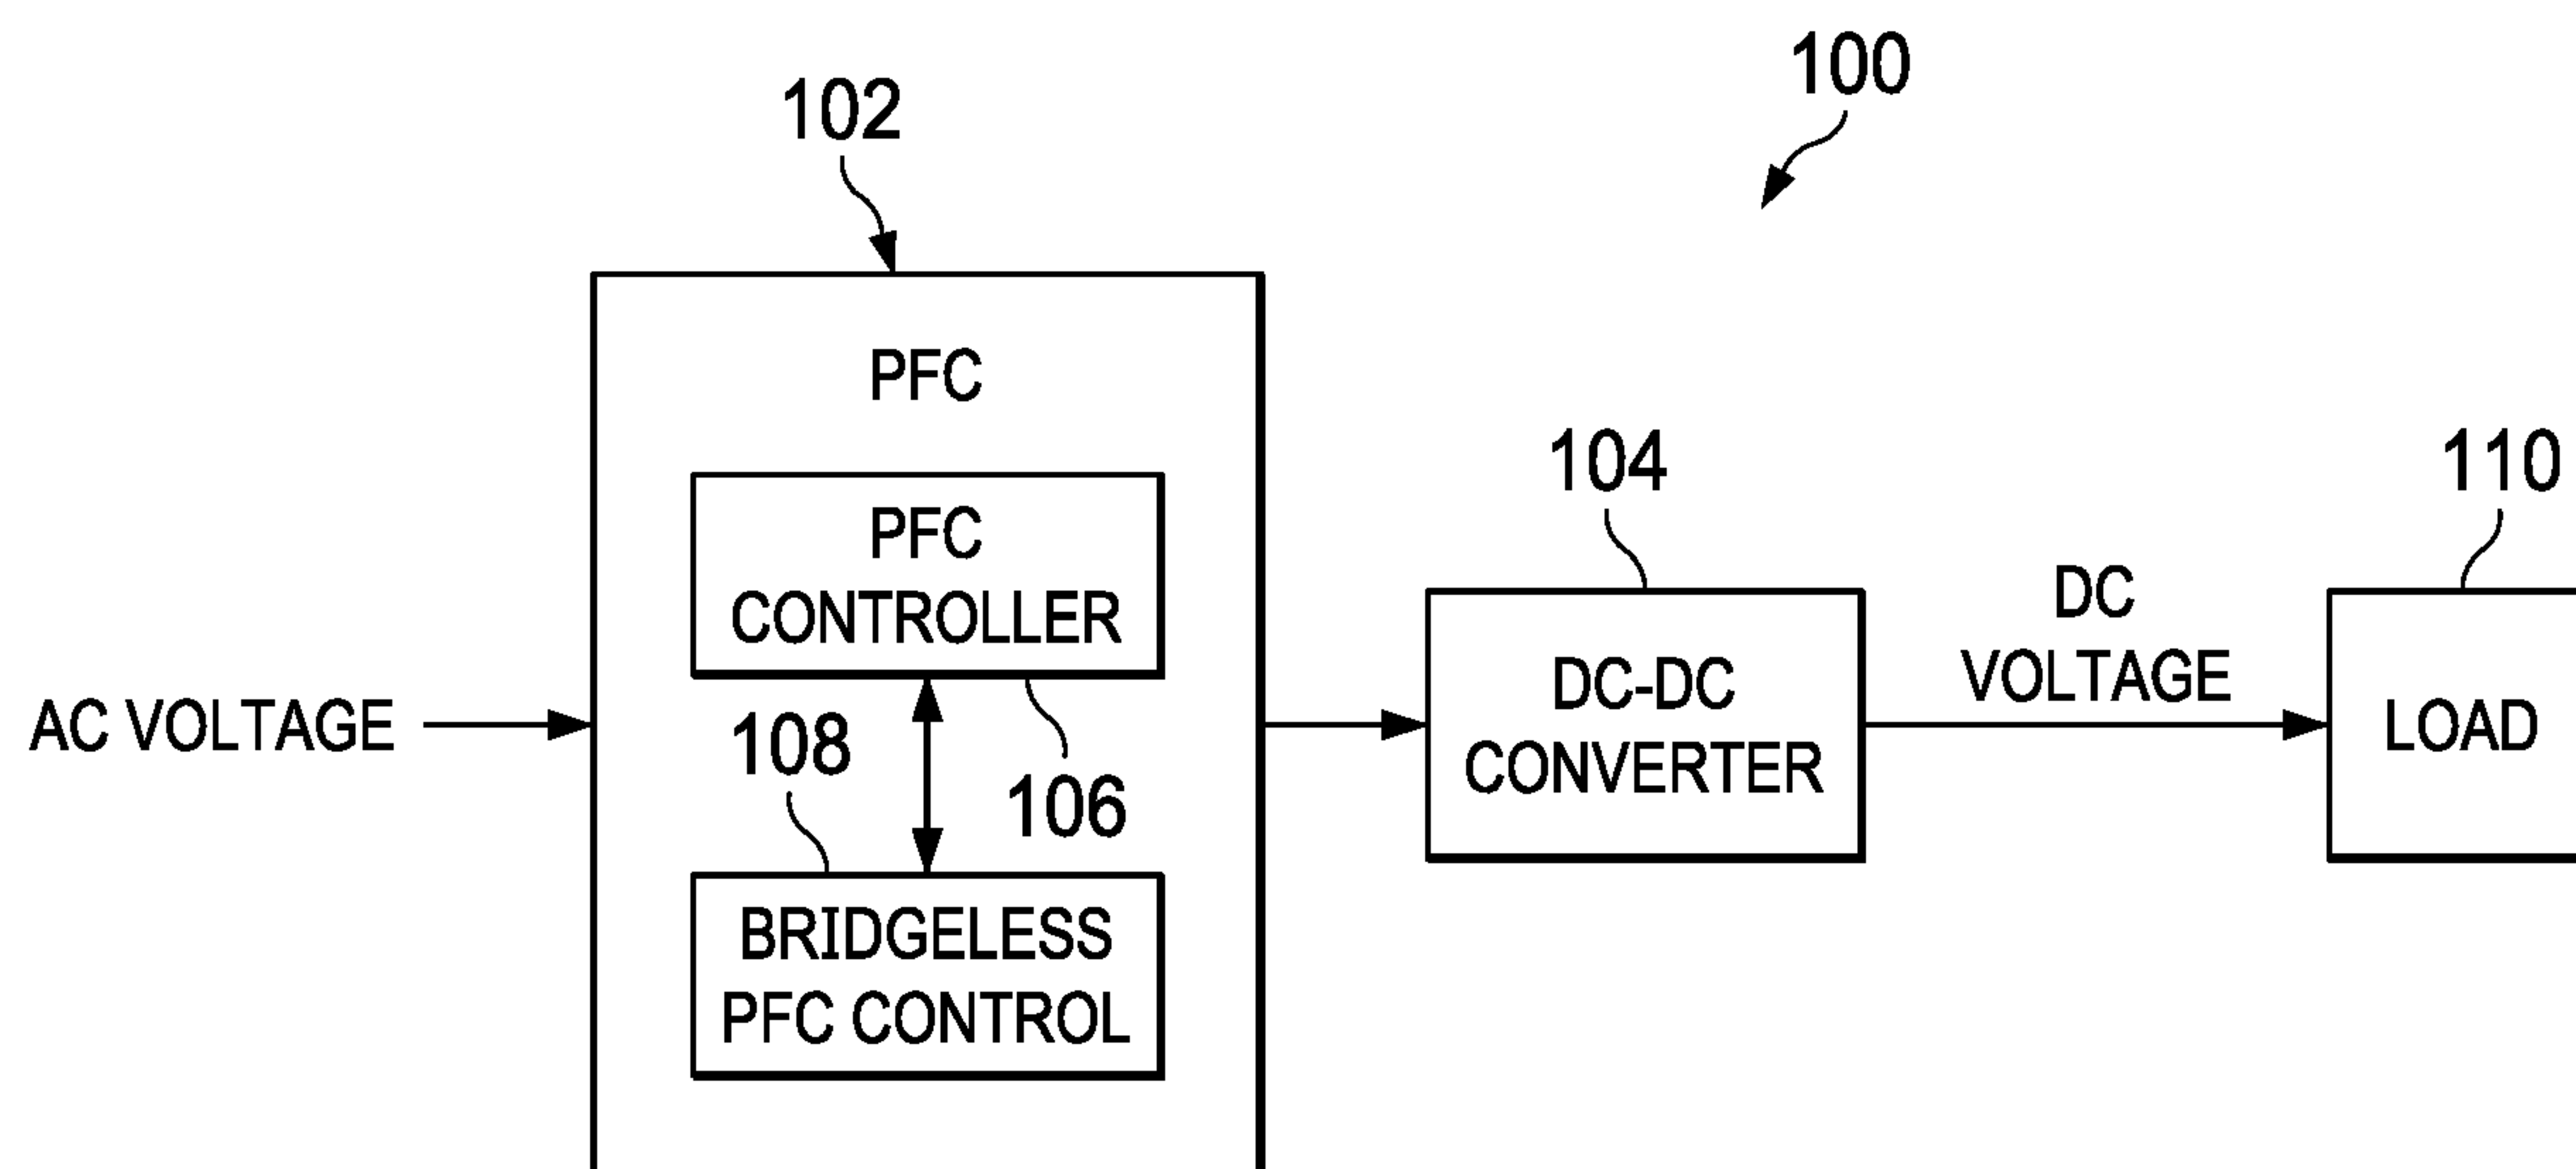 100
102
PFC
PFC
CONTROLLER
104
110
DC
VOLTAGE
AC VOLTAGE
108
106
DC-DC
CONVERTER
LOAD
BRIDGELESS
PFC CONTROL